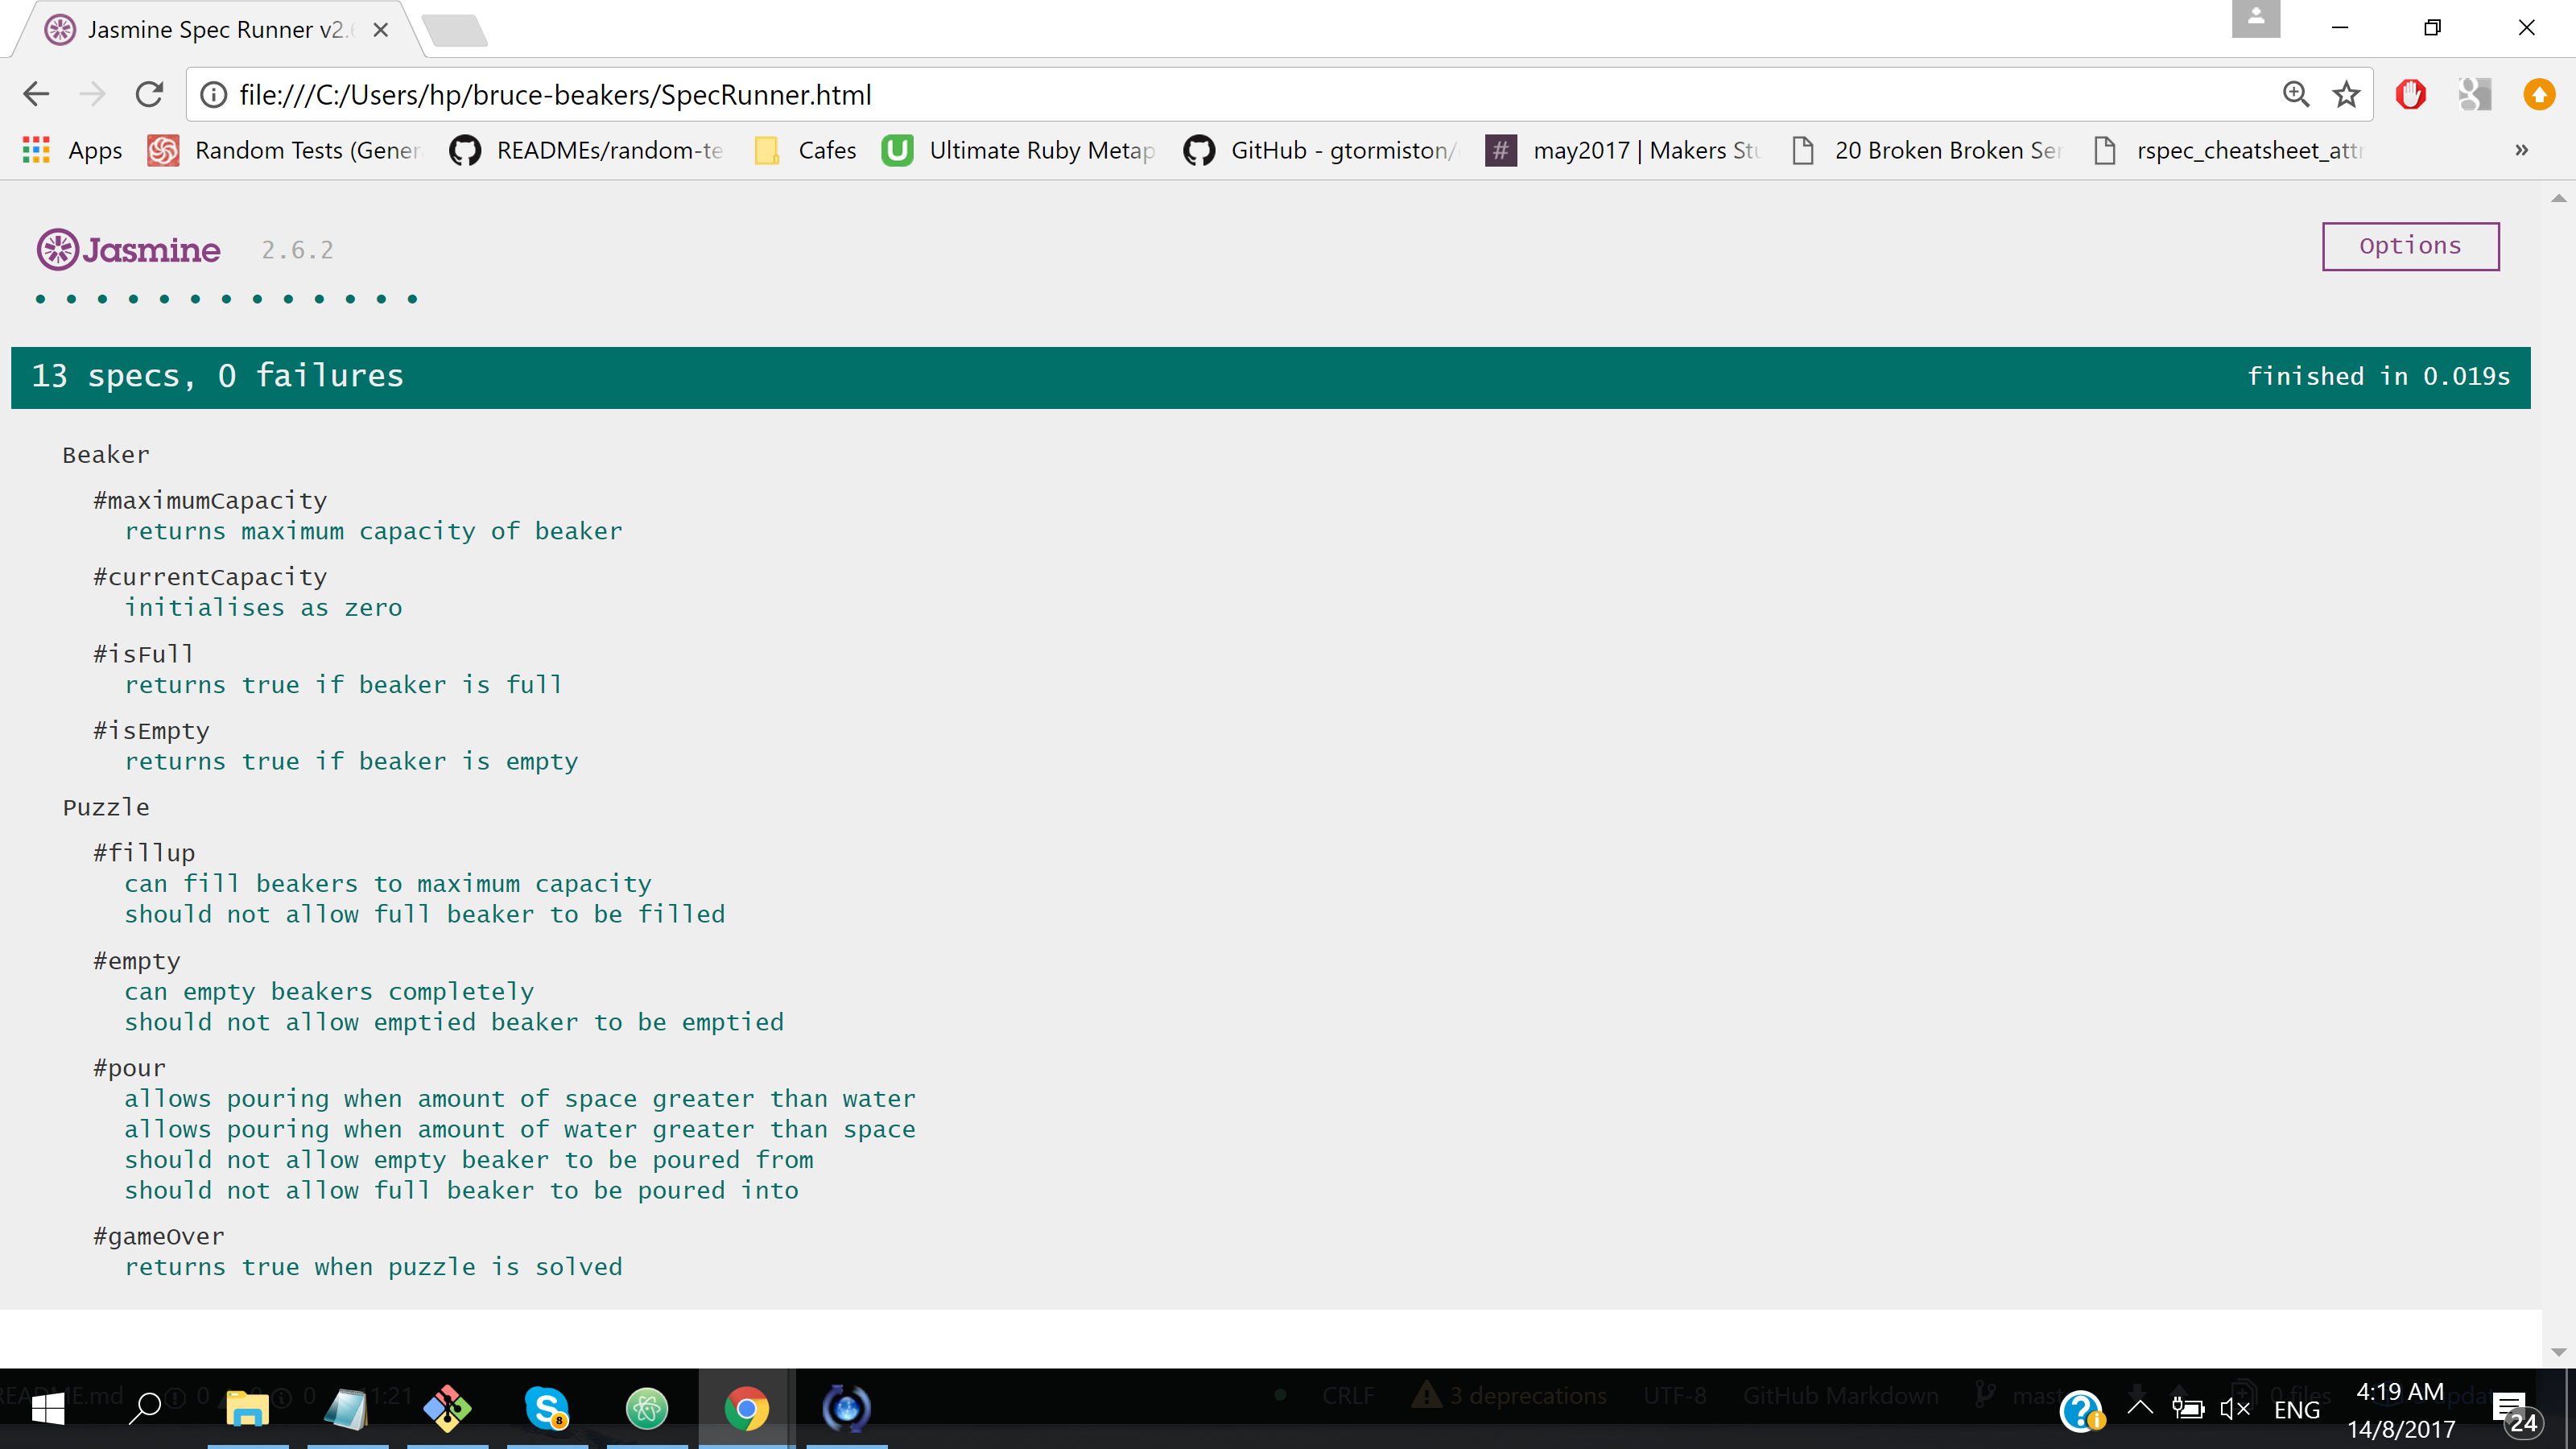 Jasmine Spec Runner v2.
file:///C:/Users/hp/bruce-beakers/SpecRunner.html
Apps
Random Tests (Gener
READMEs/random-te
Cafes
Ultimate Ruby Metap
GitHub - gtormiston/
may2017 | Makers Stu
20 Broken Broken Ser
rspec_cheatsheet_attr
»
Jasmine 2.6.2
Options
13 specs, 0 failures
finished in 0.019s
Beaker
#maximumCapacity
returns maximum capacity of beaker
#currentCapacity
initialises as zero
#isFull
returns true if beaker is full
#isEmpty
returns true if beaker is empty
Puzzle
#fillup
can fill beakers to maximum capacity
should not allow full beaker to be filled
#empty
can empty beakers completely
should not allow emptied beaker to be emptied
#pour
allows pouring when amount of space greater than water
allows pouring when amount of water greater than space
should not allow empty beaker to be poured from
should not allow full beaker to be poured into
#gameOver
returns true when puzzle is solved
CRLF
3 deprecations
UTF-8
GitHub Markdown
8
ENG
4:19 AM
14/8/2017
24